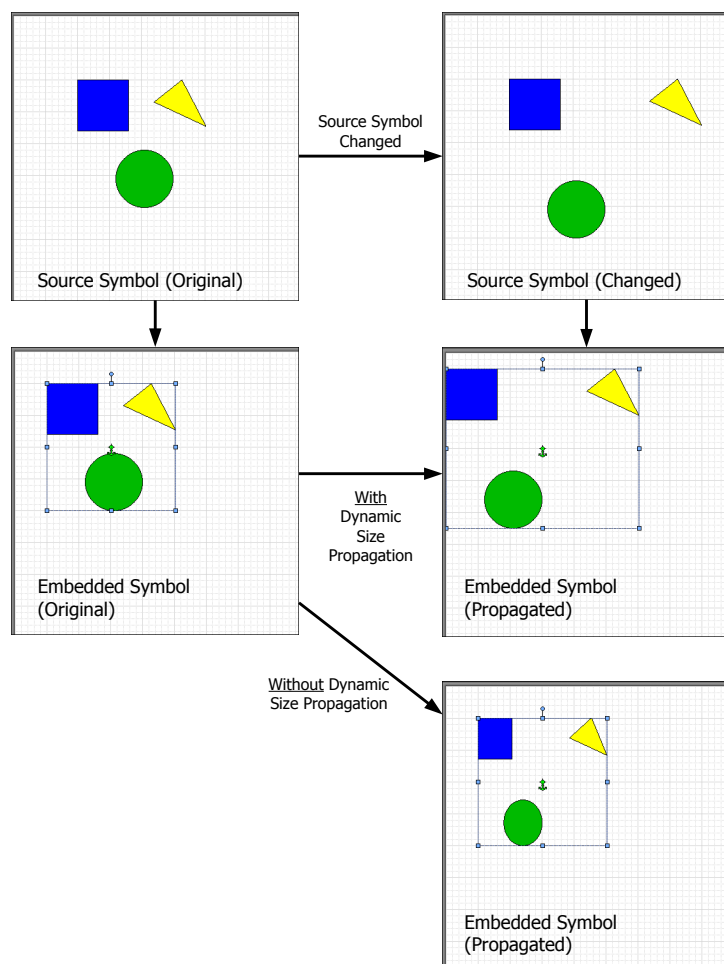 Source Symbol
Changed
Source Symbol (Original)
Source Symbol (Changed)
With
Dynamic
Size
Propagation
Embedded Symbol
(Original)
Embedded Symbol
(Propagated)
Without Dynamic
Size Propagation
Embedded Symbol
(Propagated)